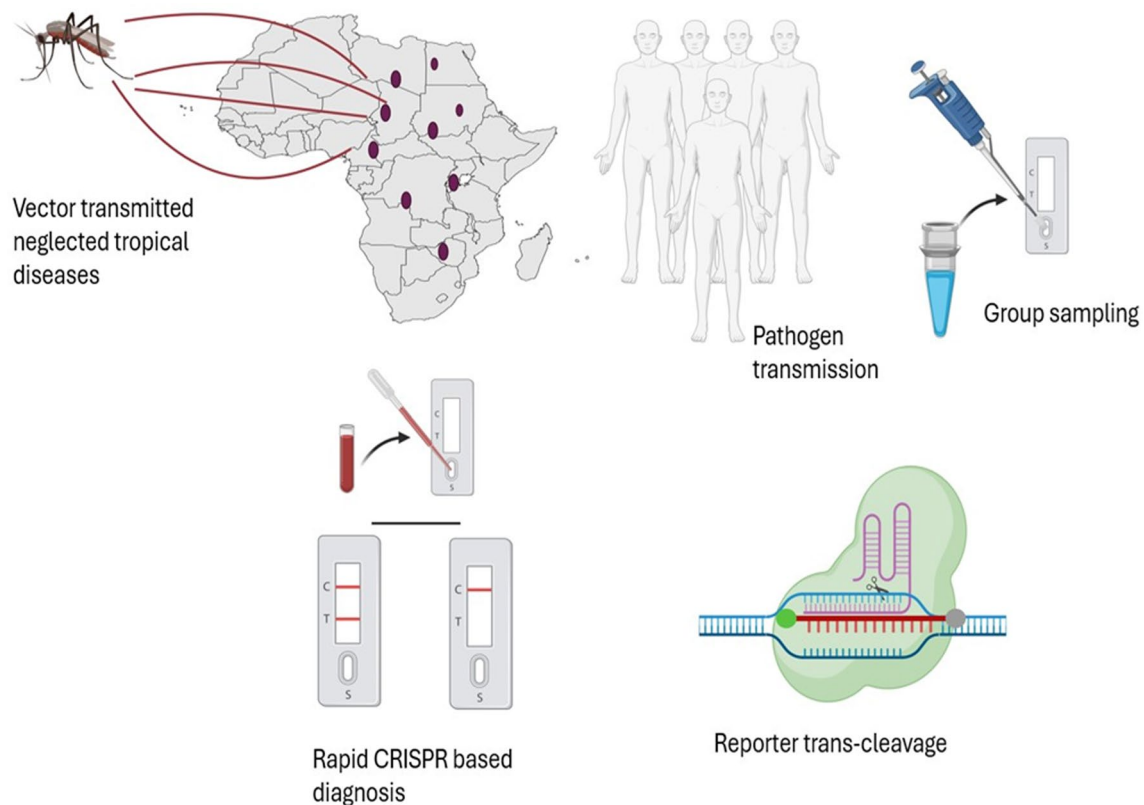 Vector transmitted
neglected tropical
diseases
Pathogen
transmission
C
T
S
Group sampling
C
T
S
C
T
S
C
T
S
Rapid CRISPR based
diagnosis
Reporter trans-cleavage